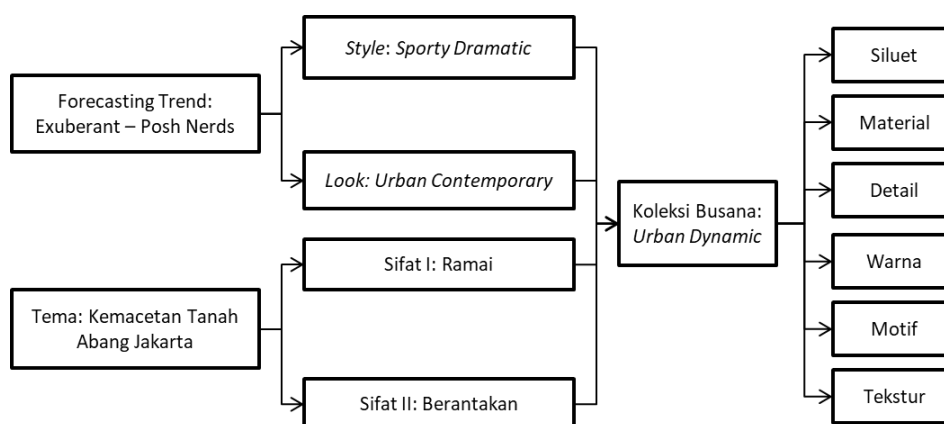 Forecasting Trend:
Exuberant – Posh Nerds
Style: Sporty Dramatic
Look: Urban Contemporary
Tema: Kemacetan Tanah
Abang Jakarta
Sifat I: Ramai
Sifat II: Berantakan
Koleksi Busana:
Urban Dynamic
Siluet
Material
Detail
Warna
Motif
Tekstur